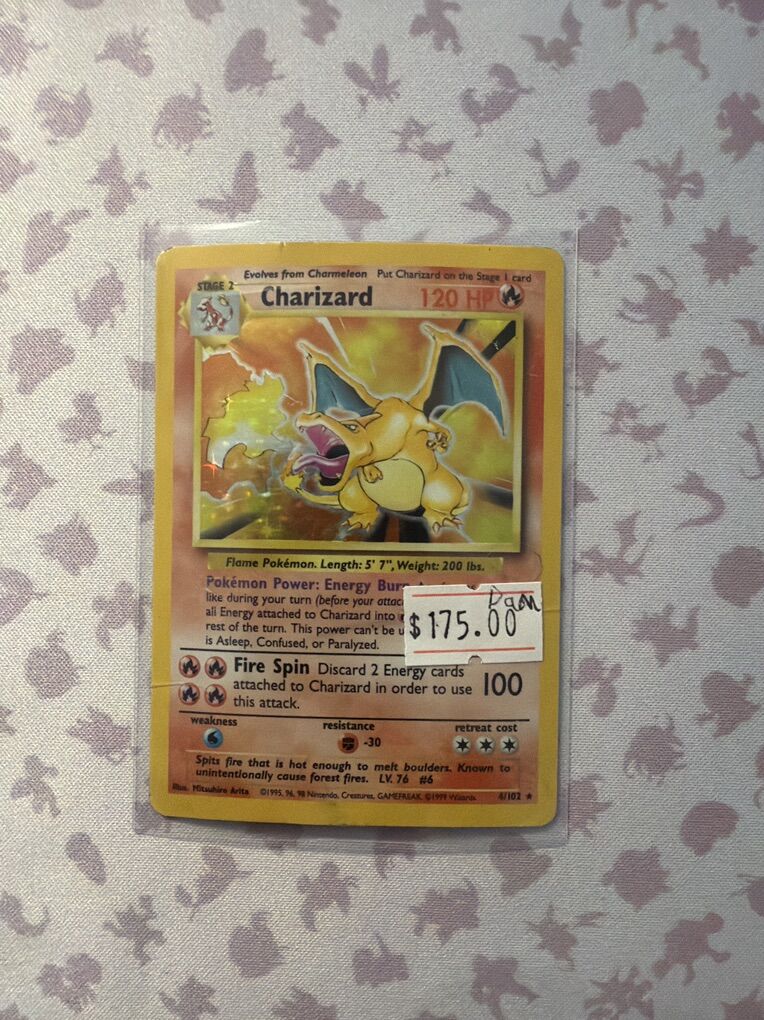 Evolves from Charmeleon Put Charizard on the Stage 1 card
STAGE 2
Charizard 120 HP
Flame Pokémon. Length: 5' 7", Weight: 200 lbs.
Pokémon Power: Energy Burn
like during your turn (before your attac
all Energy attached to Charizard into
rest of the turn. This power can't be u
is Asleep, Confused, or Paralyzed.
Dam
$175.00
Fire Spin Discard 2 Energy cards
attached to Charizard in order to use
this attack.
100
weakness resistance retreat cost
-30
Spits fire that is hot enough to melt boulders. Known to
unintentionally cause forest fires. LV. 76 #6
Illus. Mitsuhiro Arita ©1995, 96, 98 Nintendo, Creatures, GAMEFREAK. ©1999 Wizards. 4/102